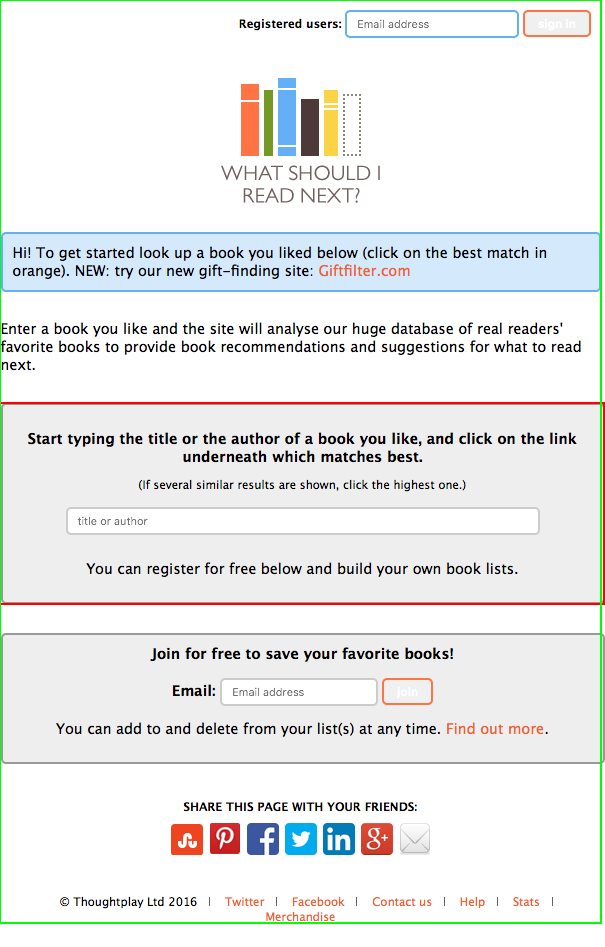 Registered users: Email address sign in
WHAT SHOULD I
READ NEXT?
Hi! To get started look up a book you liked below (click on the best match in
orange). NEW: try our new gift-finding site: Giftfilter.com
Enter a book you like and the site will analyse our huge database of real readers'
favorite books to provide book recommendations and suggestions for what to read
next.
Start typing the title or the author of a book you like, and click on the link
underneath which matches best.
(If several similar results are shown, click the highest one.)
title or author
You can register for free below and build your own book lists.
Join for free to save your favorite books!
Email: Email address join
You can add to and delete from your list(s) at any time. Find out more.
SHARE THIS PAGE WITH YOUR FRIENDS:
© Thoughtplay Ltd 2016 | Twitter | Facebook | Contact us | Help | Stats |
Merchandise